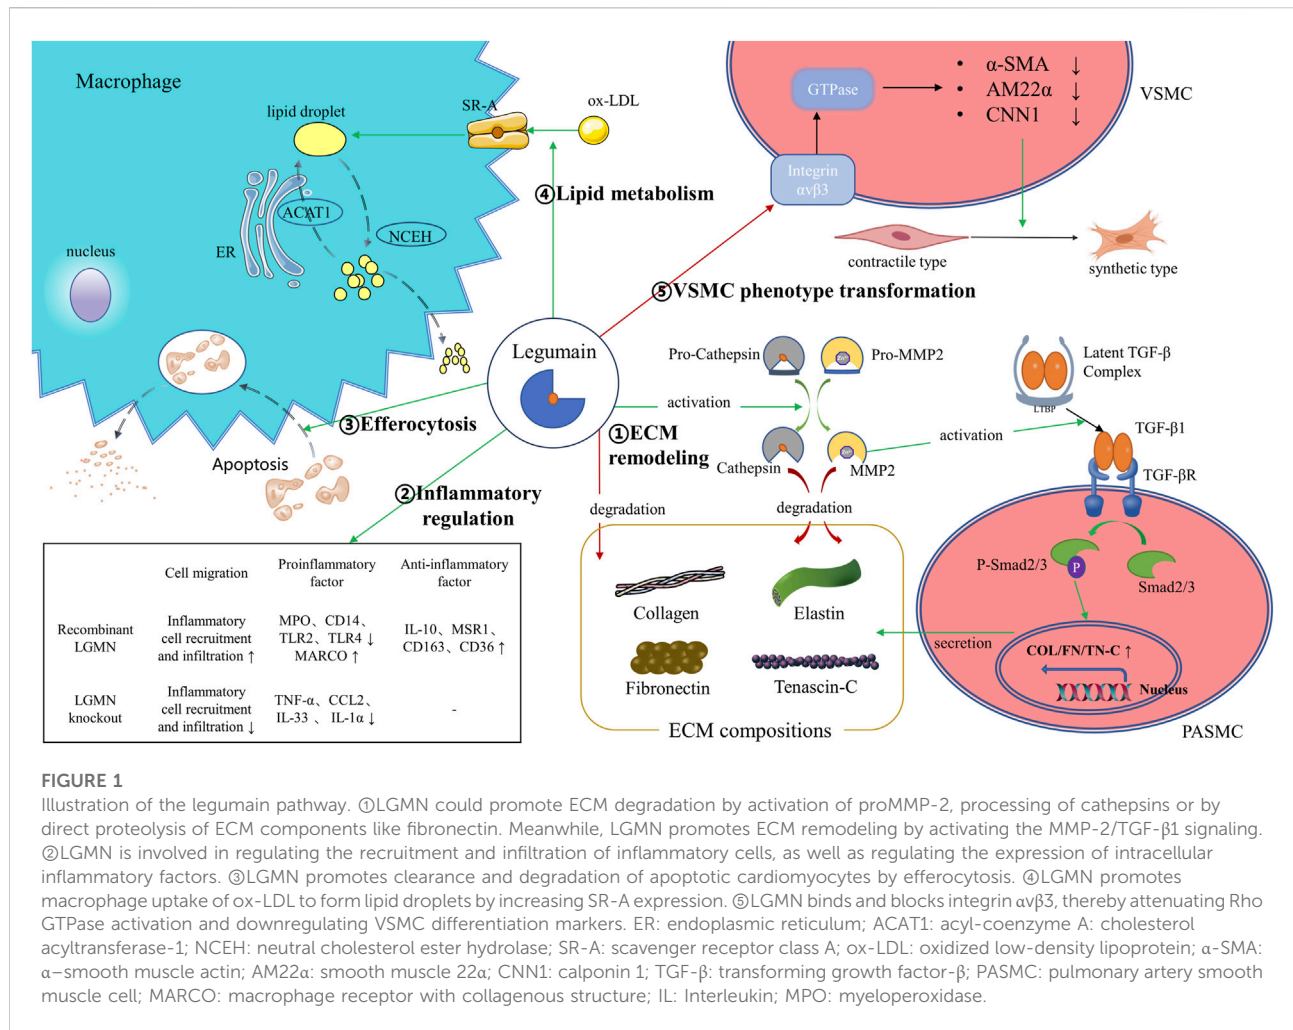 Macrophage
lipid droplet
SR-A
ox-LDL
ACAT1
NCEH
ER
nucleus
④Lipid metabolism
GTPase
• α-SMA ↓
• AM22α ↓
• CNN1 ↓
VSMC
Integrin
αvβ3
contractile type
synthetic type
⑤VSMC phenotype transformation
Legumain
③Efferocytosis
Apoptosis
②Inflammatory
regulation
activation
①ECM
remodeling
degradation
Pro-Cathepsin
Pro-MMP2
Cathepsin
MMP2
degradation
activation
Latent TGF-β
Complex
LTBP
TGF-β1
TGF-βR
P-Smad2/3
P
Smad2/3
secretion
COL/FN/TN-C ↑
Nucleus
PASMC
Collagen
Elastin
Fibronectin
Tenascin-C
ECM compositions
Cell migration
Proinflammatory
factor
Anti-inflammatory
factor
Recombinant
LGMN
Inflammatory
cell recruitment
and infiltration ↑
MPO、CD14、
TLR2、TLR4 ↓
MARCO ↑
IL-10、MSR1、
CD163、CD36 ↑
LGMN
knockout
Inflammatory
cell recruitment
and infiltration ↓
TNF-α、CCL2、
IL-33 、IL-1α ↓
-
FIGURE 1
Illustration of the legumain pathway. ①LGMN could promote ECM degradation by activation of proMMP-2, processing of cathepsins or by
direct proteolysis of ECM components like fibronectin. Meanwhile, LGMN promotes ECM remodeling by activating the MMP-2/TGF-β1 signaling.
②LGMN is involved in regulating the recruitment and infiltration of inflammatory cells, as well as regulating the expression of intracellular
inflammatory factors. ③LGMN promotes clearance and degradation of apoptotic cardiomyocytes by efferocytosis. ④LGMN promotes
macrophage uptake of ox-LDL to form lipid droplets by increasing SR-A expression. ⑤LGMN binds and blocks integrin αvβ3, thereby attenuating Rho
GTPase activation and downregulating VSMC differentiation markers. ER: endoplasmic reticulum; ACAT1: acyl-coenzyme A: cholesterol
acyltransferase-1; NCEH: neutral cholesterol ester hydrolase; SR-A: scavenger receptor class A; ox-LDL: oxidized low-density lipoprotein; α-SMA:
α–smooth muscle actin; AM22α: smooth muscle 22α; CNN1: calponin 1; TGF-β: transforming growth factor-β; PASMC: pulmonary artery smooth
muscle cell; MARCO: macrophage receptor with collagenous structure; IL: Interleukin; MPO: myeloperoxidase.